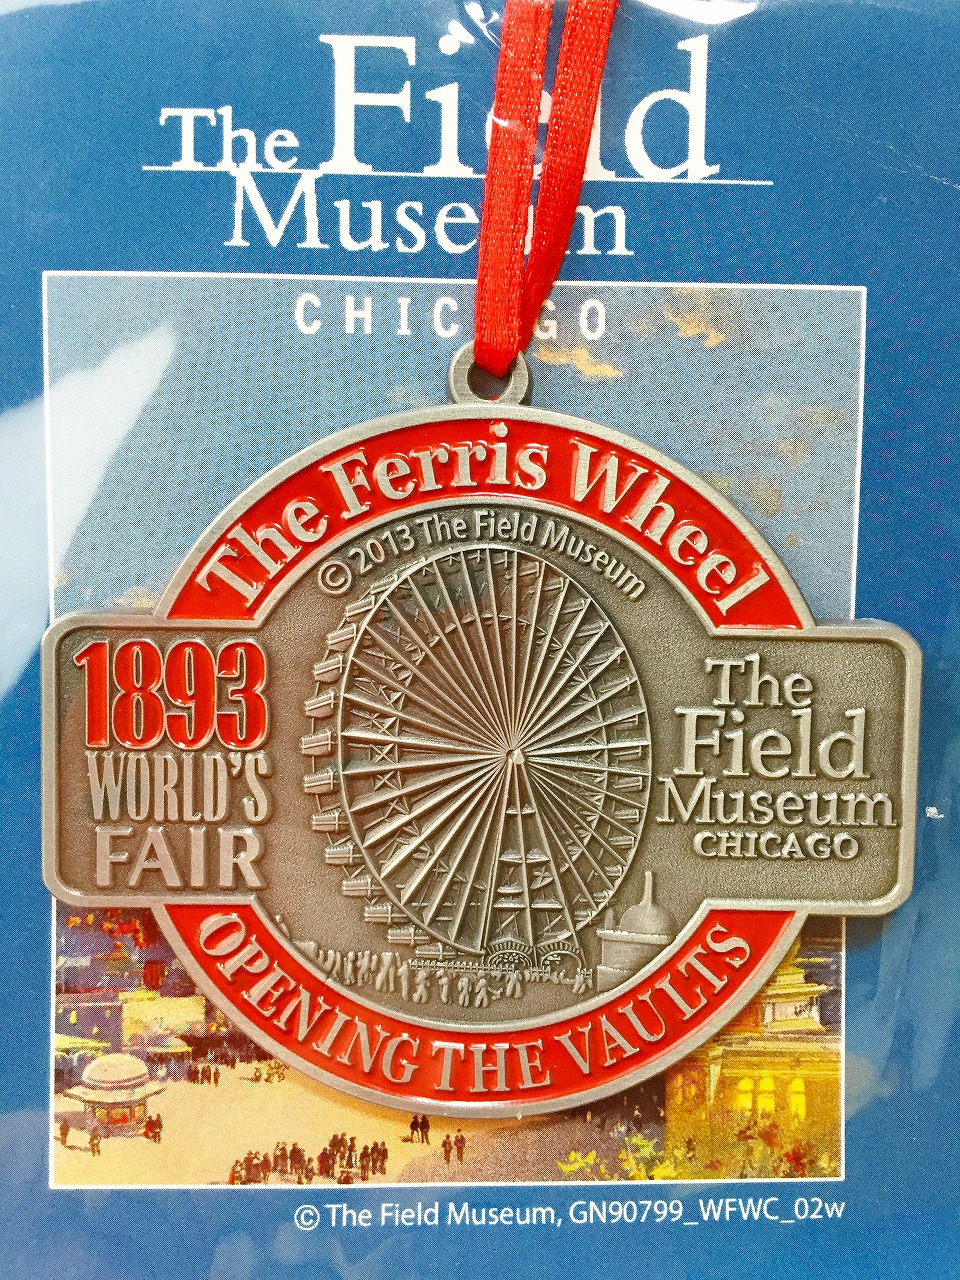 The Field
Museum
CHICAGO
The Ferris Wheel
© 2013 The Field Museum
1893
WORLD'S
FAIR
The
Field
Museum
CHICAGO
OPENING THE VAULTS
© The Field Museum, GN90799_WFWC_02w